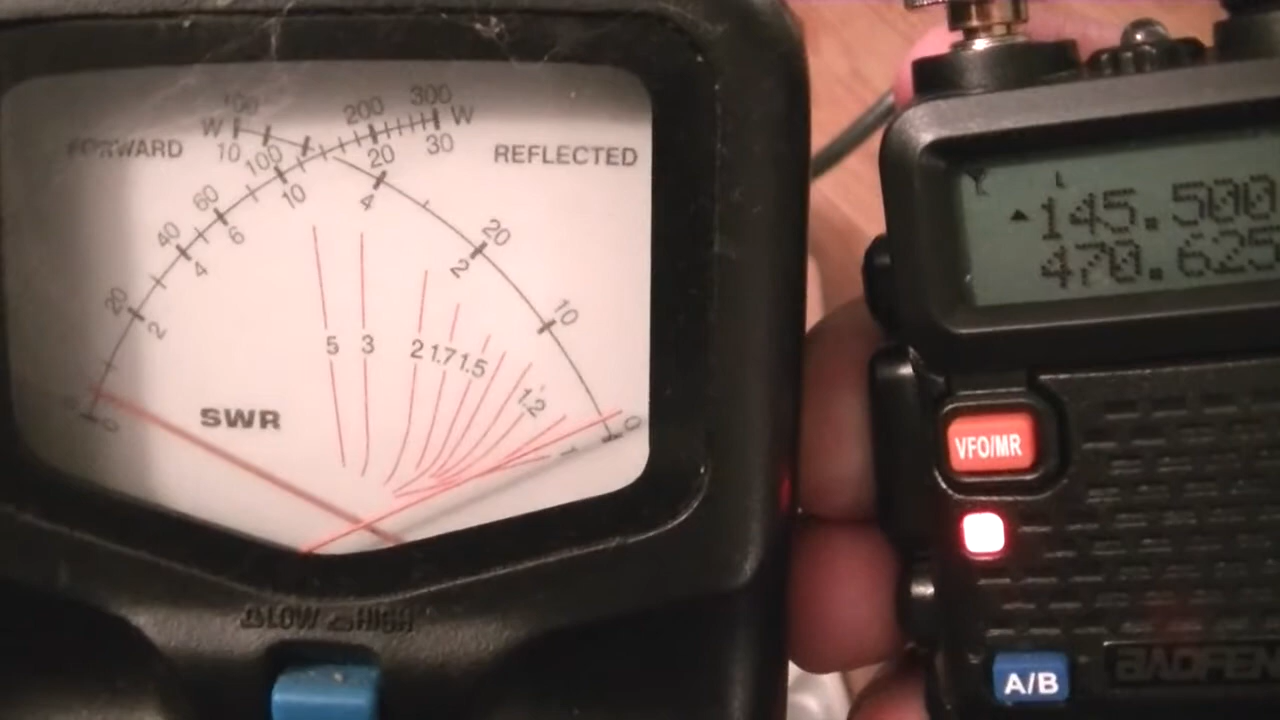 100 200 300
W W
10 100 20 30
FORWARD REFLECTED
60 10 4 20
40 6 2
4
20 2 10
5 3 2 1.7 1.5
1.2
SWR
0 0
LOW HIGH
L
145.500
470.625
VFO/MR
A/B
BAOFENG